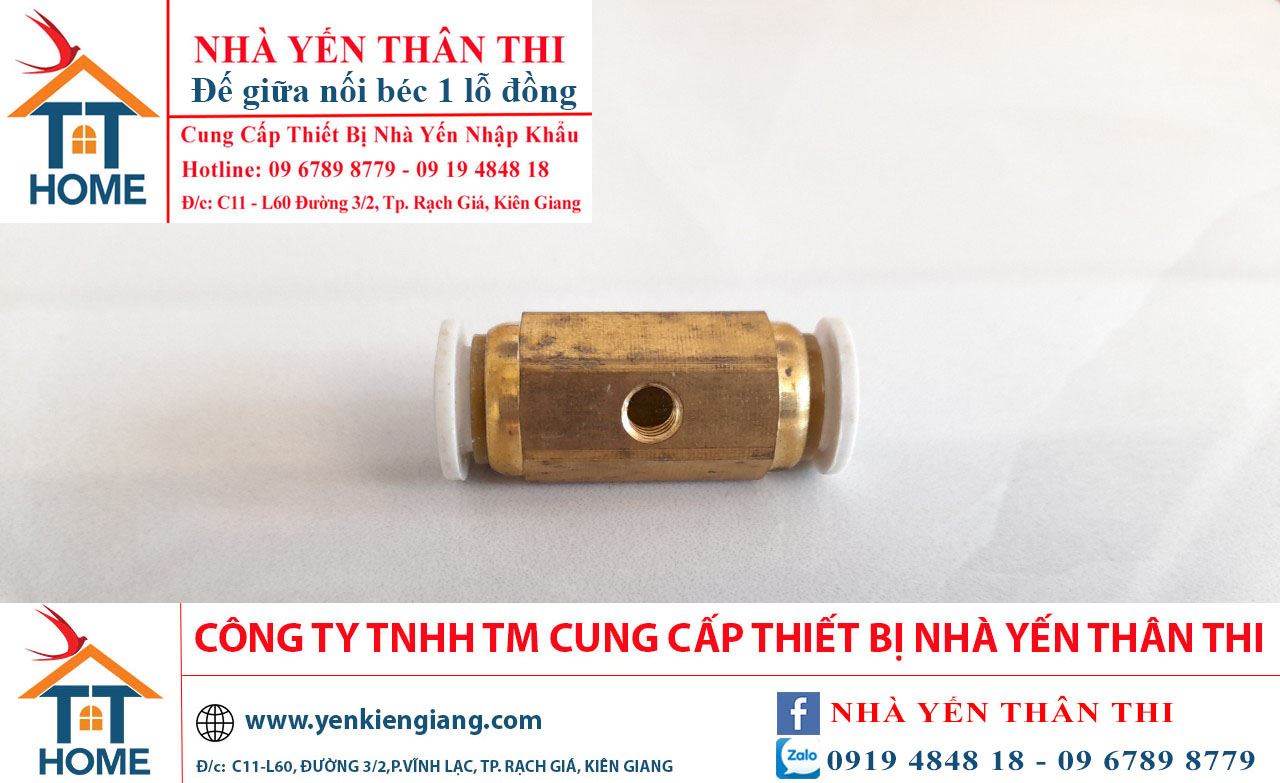 TT
HOME
NHÀ YẾN THÂN THI
Đế giữa nối béc 1 lỗ đồng
Cung Cấp Thiết Bị Nhà Yến Nhập Khẩu
Hotline: 09 6789 8779 - 09 19 4848 18
Đ/c: C11 - L60 Đường 3/2, Tp. Rạch Giá, Kiên Giang
TT
HOME
CÔNG TY TNHH TM CUNG CẤP THIẾT BỊ NHÀ YẾN THÂN THI
www.yenkiengiang.com
Đ/c: C11-L60, ĐƯỜNG 3/2,P.VĨNH LẠC, TP. RẠCH GIÁ, KIÊN GIANG
f NHÀ YẾN THÂN THI
Zalo 0919 4848 18 - 09 6789 8779